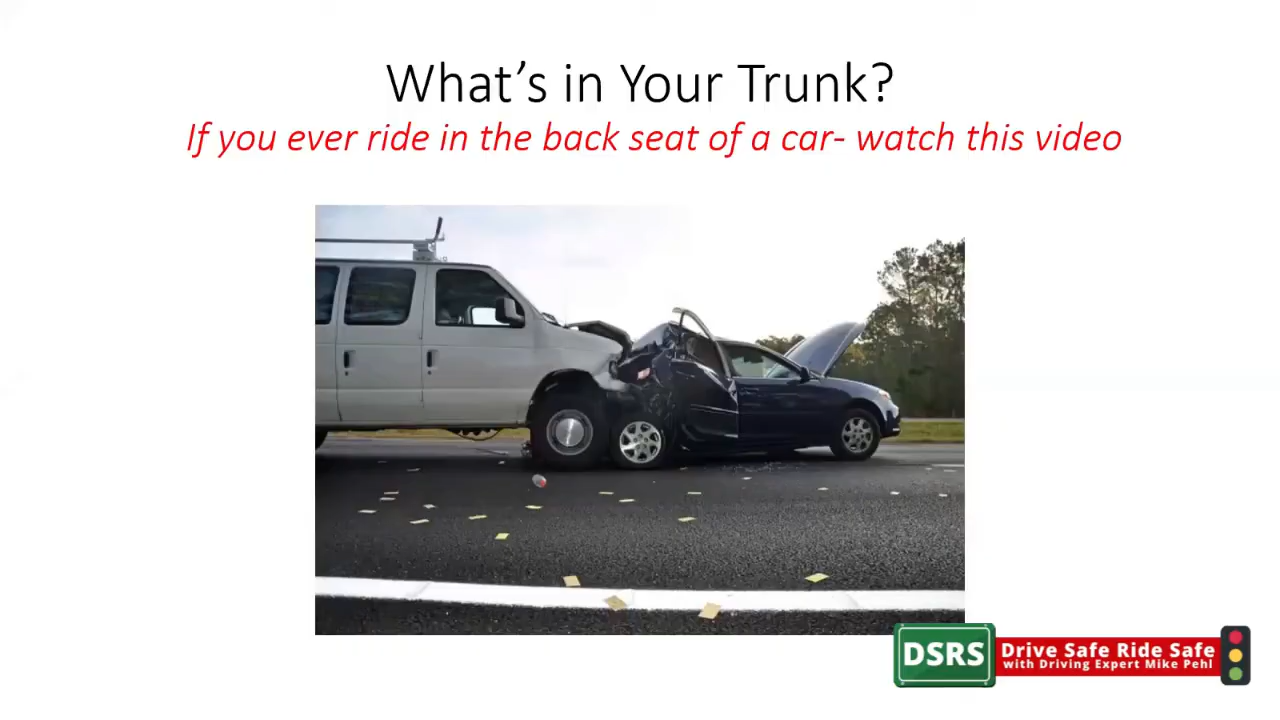 What's in Your Trunk?
If you ever ride in the back seat of a car- watch this video
DSRS
Drive Safe Ride Safe
with Driving Expert Mike Pehl